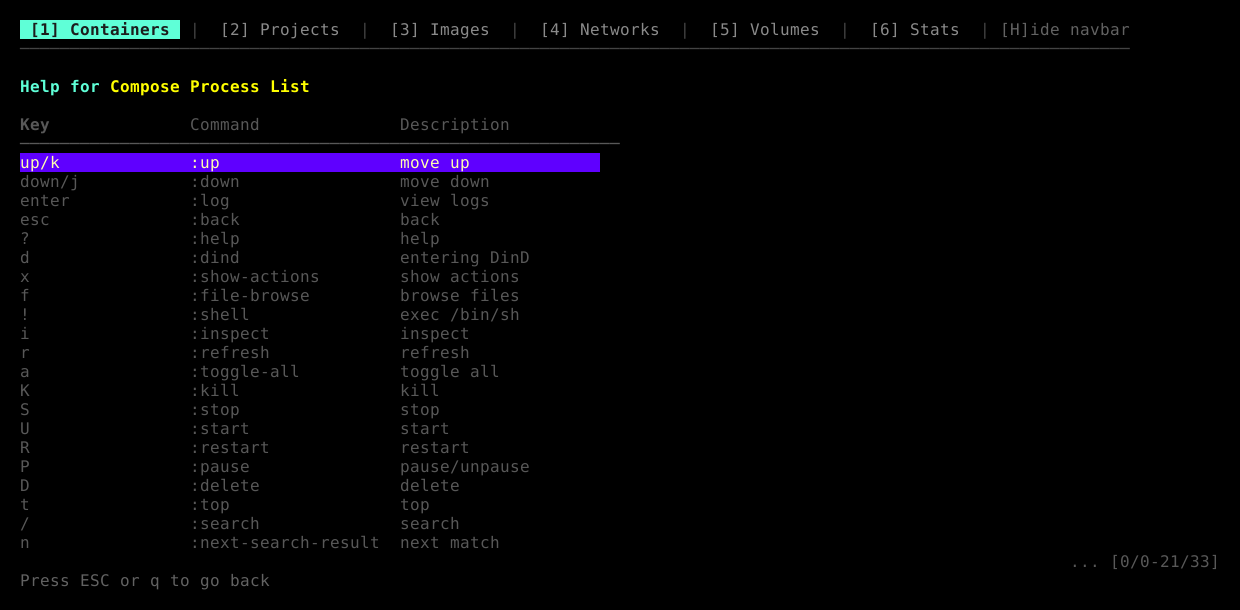 [1] Containers | [2] Projects | [3] Images | [4] Networks | [5] Volumes | [6] Stats | [H]ide navbar
Help for Compose Process List
Key Command Description
up/k :up move up
down/j :down move down
enter :log view logs
esc :back back
? :help help
d :dind entering DinD
x :show-actions show actions
f :file-browse browse files
! :shell exec /bin/sh
i :inspect inspect
r :refresh refresh
a :toggle-all toggle all
K :kill kill
S :stop stop
U :start start
R :restart restart
P :pause pause/unpause
D :delete delete
t :top top
/ :search search
n :next-search-result next match
... [0/0-21/33]
Press ESC or q to go back